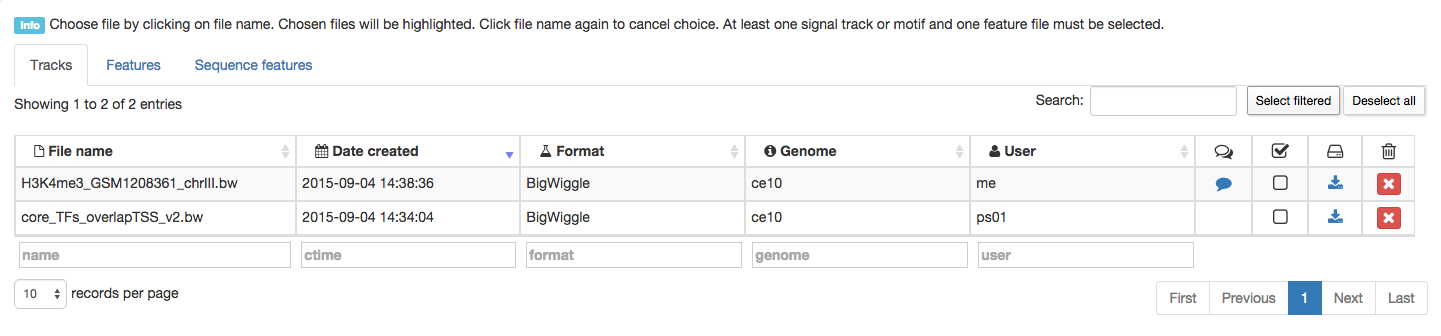 Info Choose file by clicking on file name. Chosen files will be highlighted. Click file name again to cancel choice. At least one signal track or motif and one feature file must be selected.
Tracks Features Sequence features
Showing 1 to 2 of 2 entries Search: Select filtered Deselect all
File name Date created Format Genome User
H3K4me3_GSM1208361_chrIII.bw 2015-09-04 14:38:36 BigWiggle ce10 me
core_TFs_overlapTSS_v2.bw 2015-09-04 14:34:04 BigWiggle ce10 ps01
name ctime format genome user
10 records per page First Previous 1 Next Last